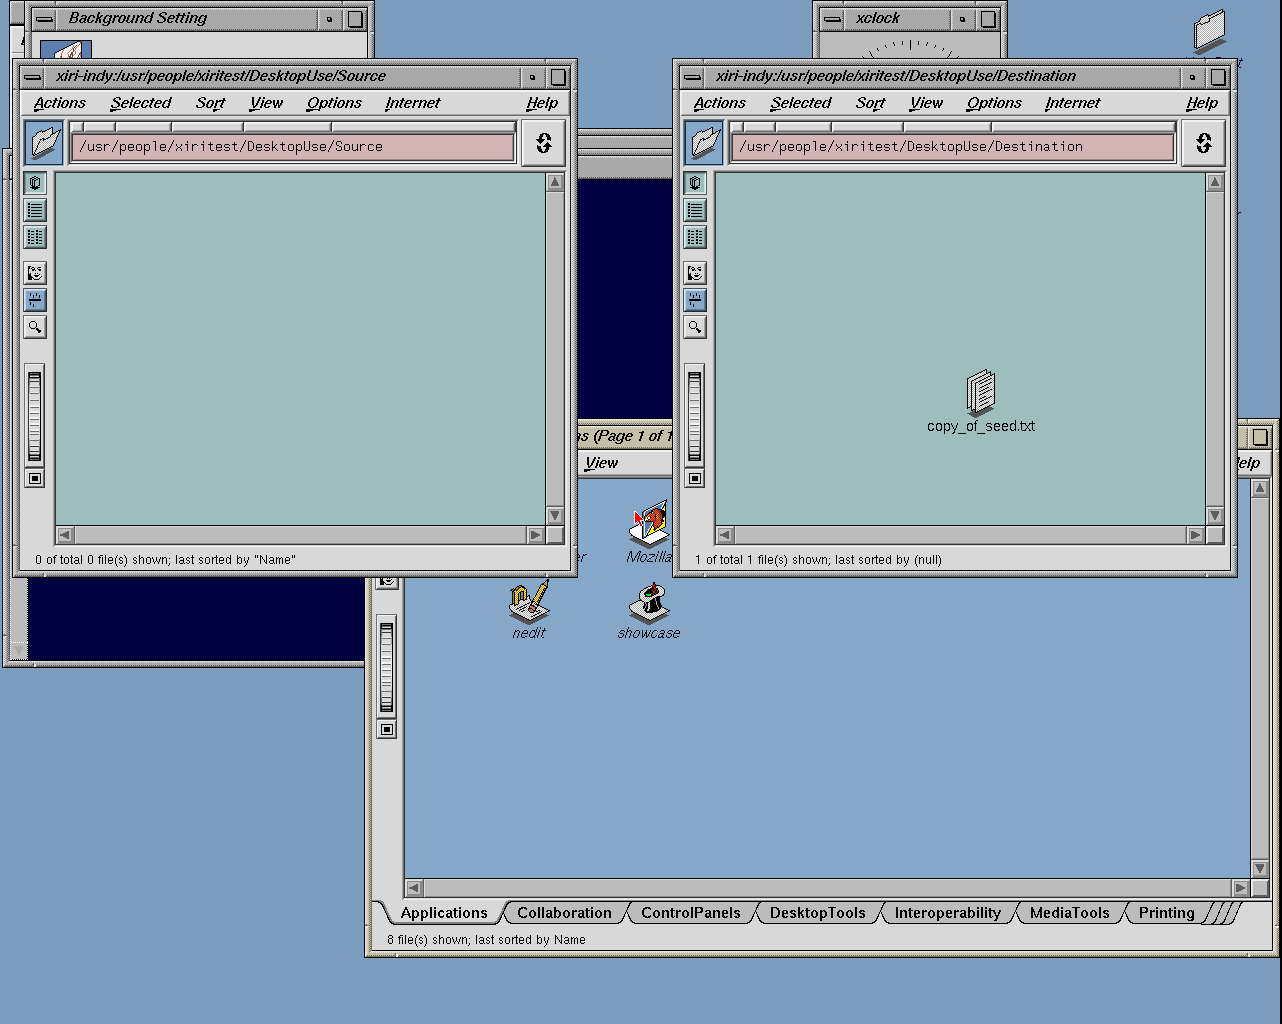 Background Setting
xclock
xiri-indy:/usr/people/xiritest/DesktopUse/Source
Actions Selected Sort View Options Internet Help
/usr/people/xiritest/DesktopUse/Source
0 of total 0 file(s) shown; last sorted by "Name"
xiri-indy:/usr/people/xiritest/DesktopUse/Destination
Actions Selected Sort View Options Internet Help
/usr/people/xiritest/DesktopUse/Destination
copy_of_seed.txt
1 of total 1 file(s) shown; last sorted by (null)
(Page 1 of 1
View
Mozilla
nedit
showcase
Applications Collaboration ControlPanels DesktopTools Interoperability MediaTools Printing
8 file(s) shown; last sorted by Name